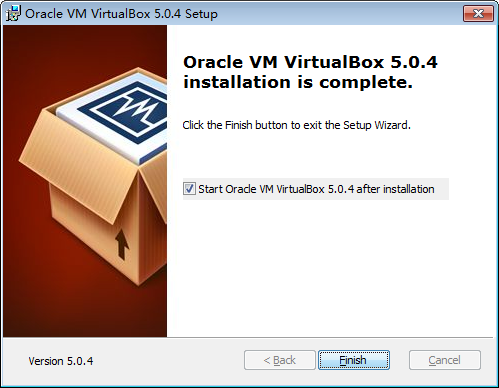 Oracle VM VirtualBox 5.0.4 Setup
Oracle VM VirtualBox 5.0.4
installation is complete.
Click the Finish button to exit the Setup Wizard.
Start Oracle VM VirtualBox 5.0.4 after installation
Version 5.0.4
< Back
Finish
Cancel